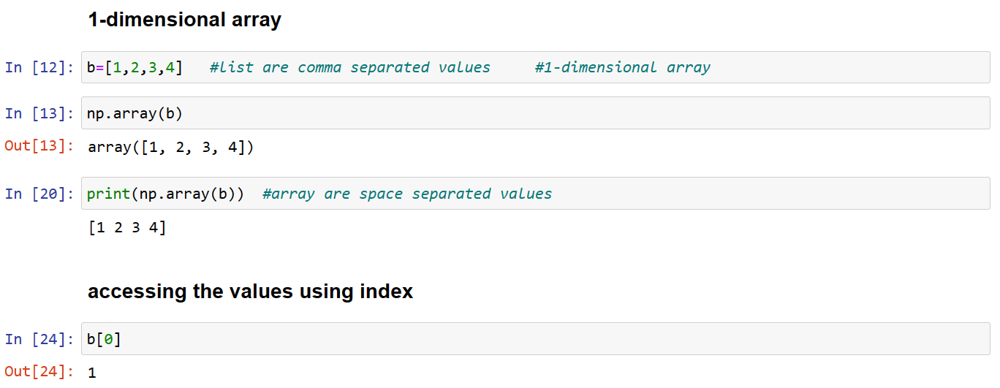 1-dimensional array
In [12]: b=[1,2,3,4]   #list are comma separated values     #1-dimensional array
In [13]: np.array(b)
Out[13]: array([1, 2, 3, 4])
In [20]: print(np.array(b))  #array are space separated values
[1 2 3 4]
accessing the values using index
In [24]: b[0]
Out[24]: 1